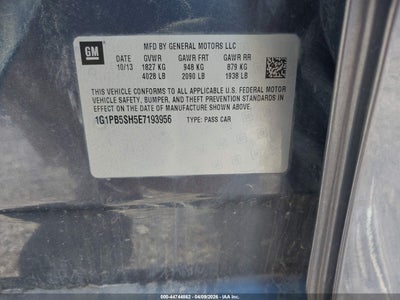 GM
MFD BY GENERAL MOTORS LLC
DATE GVWR GAWR FRT GAWR RR
10/13 1827 KG 948 KG 879 KG
4028 LB 2090 LB 1938 LB
THIS VEHICLE CONFORMS TO ALL APPLICABLE U.S. FEDERAL MOTOR
VEHICLE SAFETY, BUMPER, AND THEFT PREVENTION STANDARDS IN
EFFECT ON THE DATE OF MANUFACTURE SHOWN ABOVE.
1G1PB5SH5E7193956 TYPE: PASS CAR
000-44744862 - 04/09/2026 - IAA Inc.